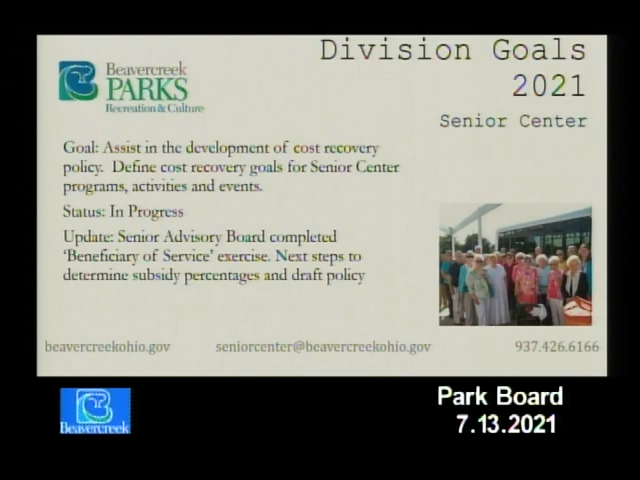 Division Goals
2021
Senior Center
Beavercreek
PARKS
Recreation & Culture
Goal: Assist in the development of cost recovery
policy. Define cost recovery goals for Senior Center
programs, activities and events.
Status: In Progress
Update: Senior Advisory Board completed
'Beneficiary of Service' exercise. Next steps to
determine subsidy percentages and draft policy
beavercreekohio.gov
seniorcenter@beavercreekohio.gov
937.426.6166
Beavercreek
Park Board
7.13.2021